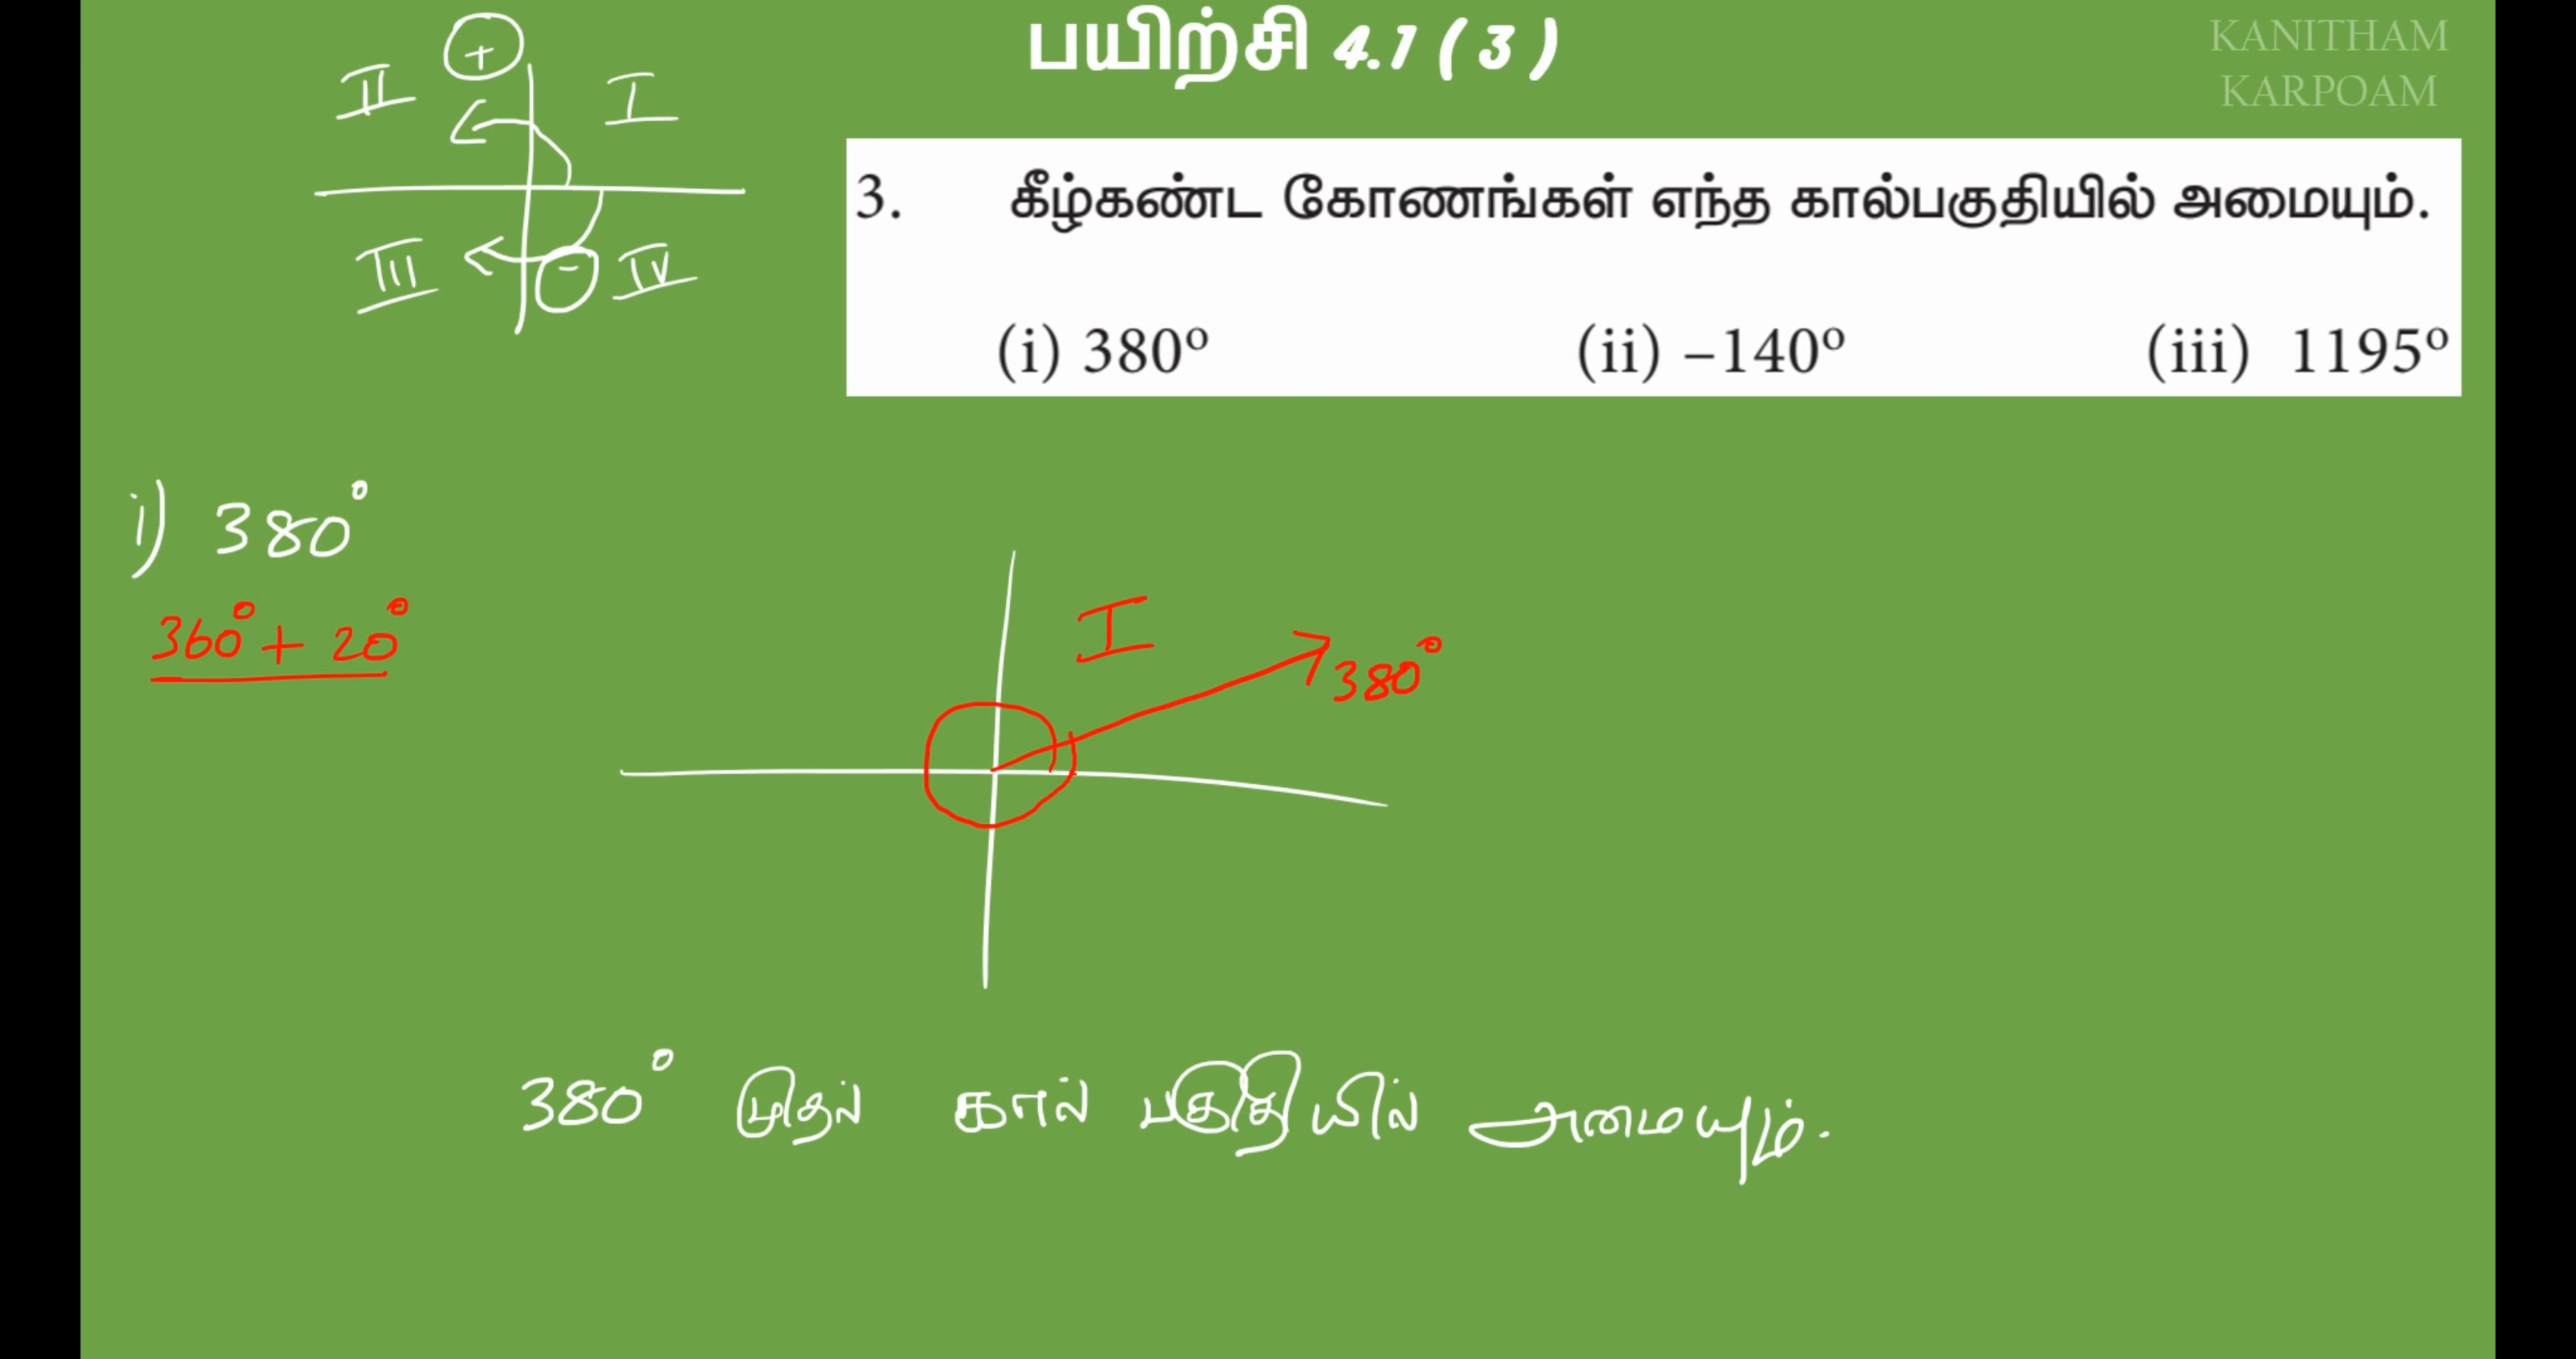 பயிற்சி 4.1 ( 3 )
KANITHAM
KARPOAM
II + I
III - IV
3. கீழ்கண்ட கோணங்கள் எந்த கால்பகுதியில் அமையும்.
(i) 380° (ii) –140° (iii) 1195°
i) 380°
360° + 20°
I
380°
380° முதல் கால் பகுதியில் அமையும்.